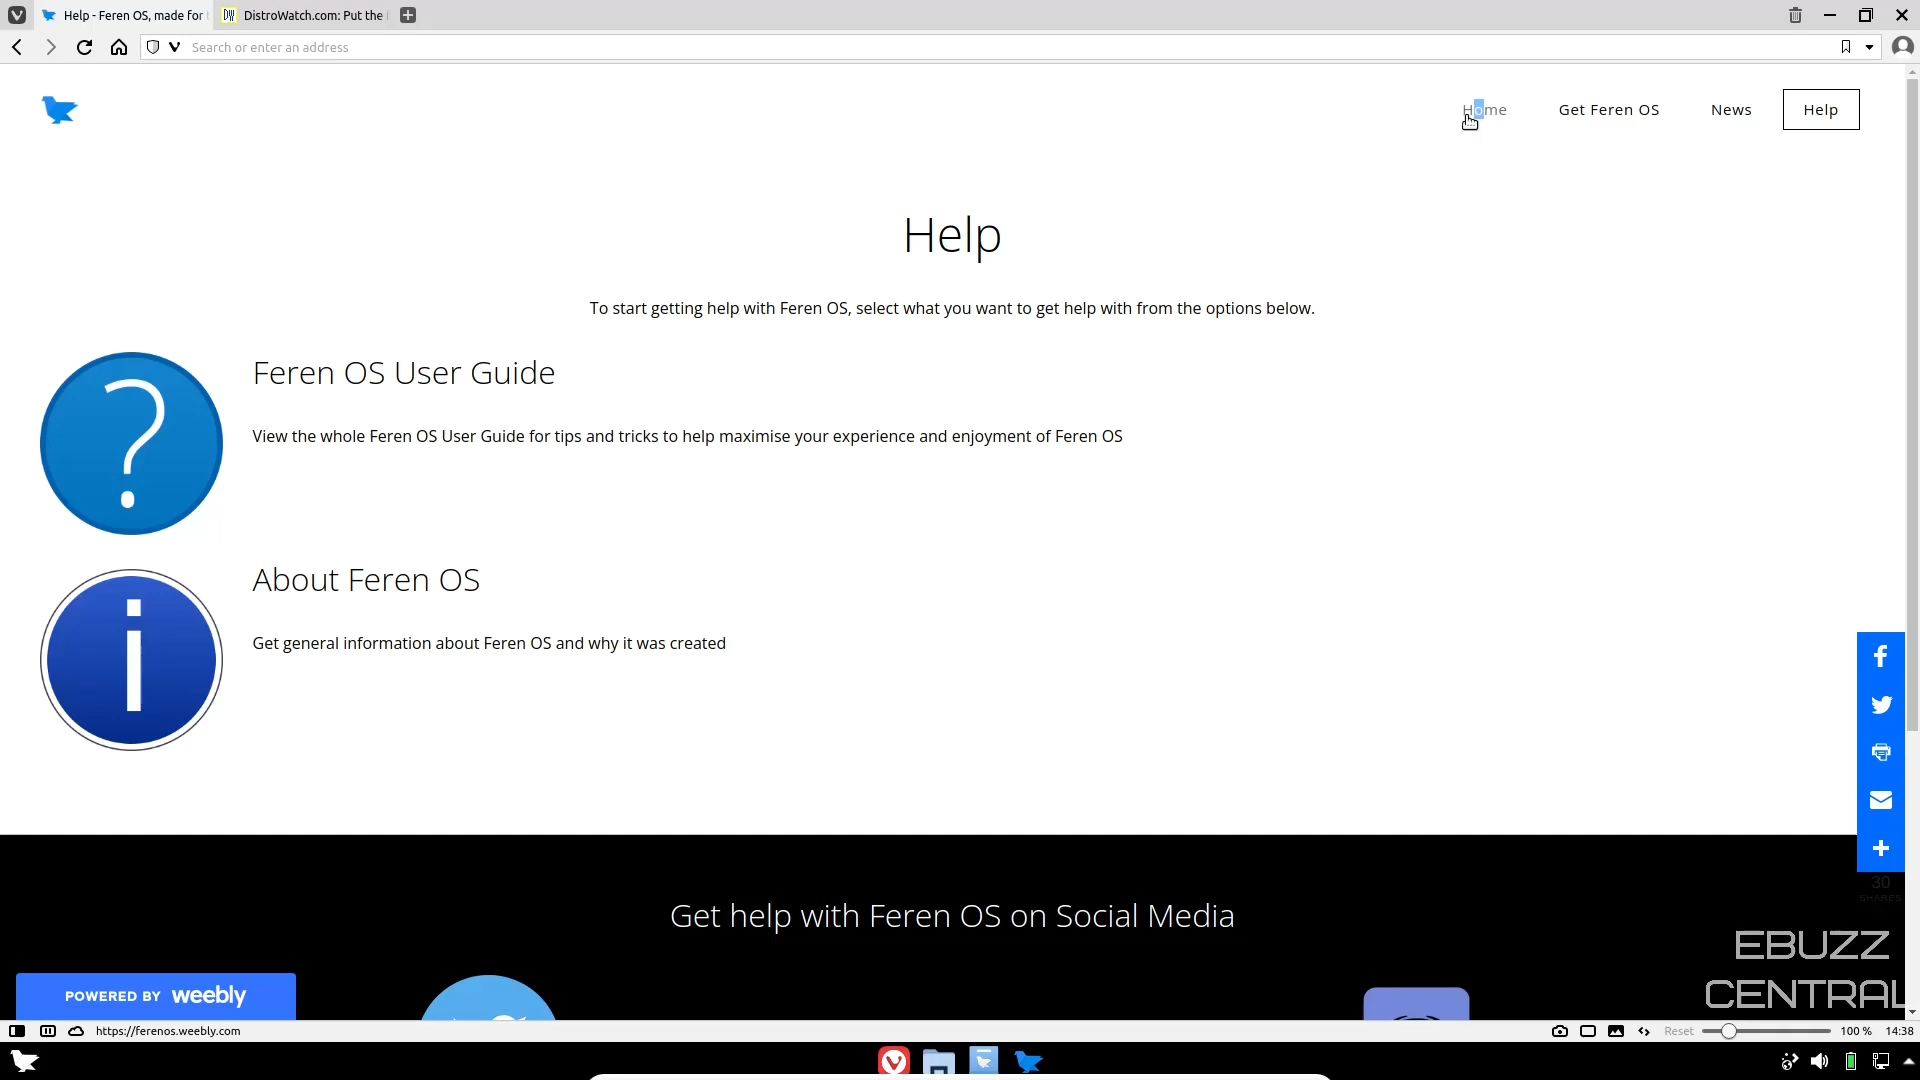 Help - Feren OS, made for
DistroWatch.com: Put the
Search or enter an address
Home
Get Feren OS
News
Help
Help
To start getting help with Feren OS, select what you want to get help with from the options below.
Feren OS User Guide
View the whole Feren OS User Guide for tips and tricks to help maximise your experience and enjoyment of Feren OS
About Feren OS
Get general information about Feren OS and why it was created
30
SHARES
Get help with Feren OS on Social Media
EBUZZ
CENTRAL
POWERED BY weebly
https://ferenos.weebly.com
Reset
100 %
14:38